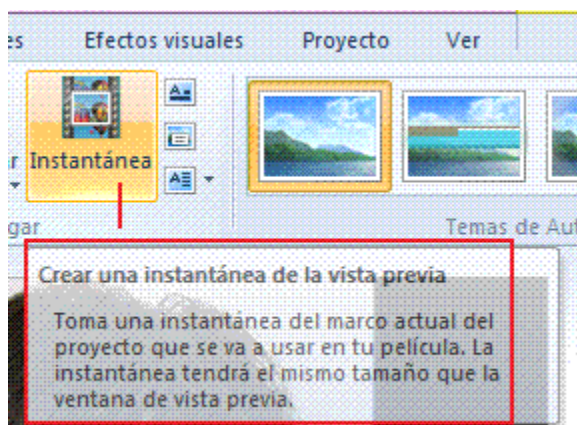 es Efectos visuales Proyecto Ver
r Instantánea
gar Temas de Aut
Crear una instantánea de la vista previa
Toma una instantánea del marco actual del
proyecto que se va a usar en tu película. La
instantánea tendrá el mismo tamaño que la
ventana de vista previa.